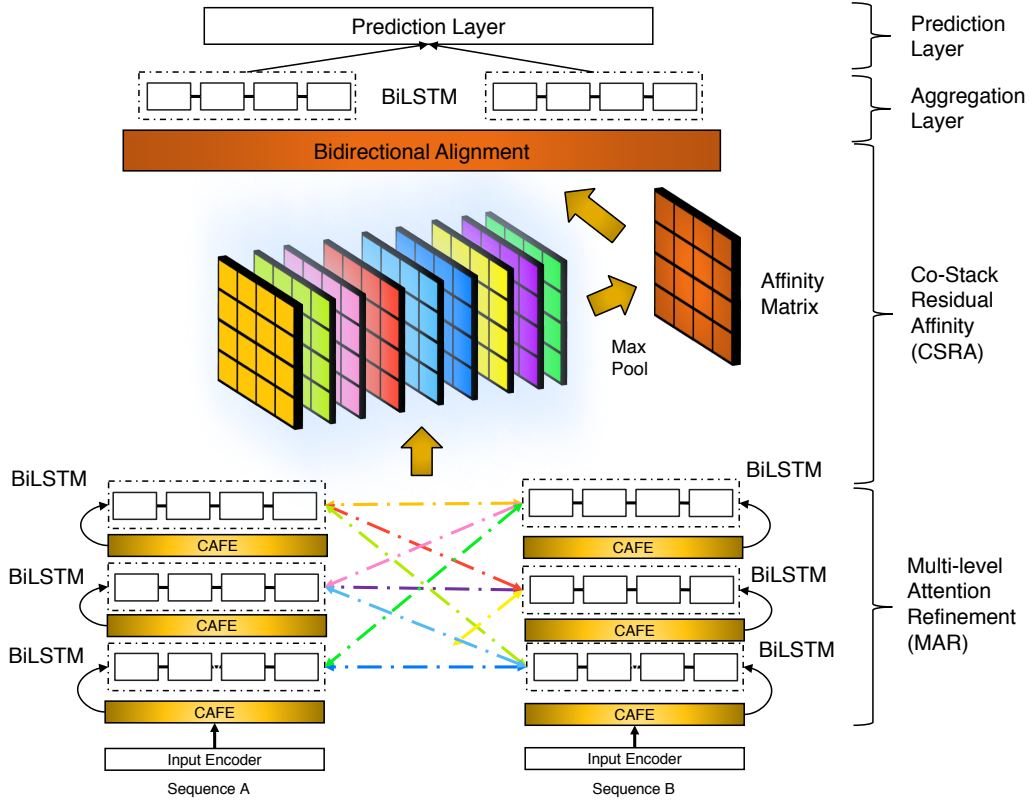 Prediction Layer
Prediction
Layer
BiLSTM
Aggregation
Layer
Bidirectional Alignment
Affinity
Matrix
Max
Pool
Co-Stack
Residual
Affinity
(CSRA)
BiLSTM
BiLSTM
CAFE
CAFE
BiLSTM
BiLSTM
CAFE
CAFE
Multi-level
Attention
Refinement
(MAR)
BiLSTM
BiLSTM
CAFE
CAFE
Input Encoder
Input Encoder
Sequence A
Sequence B